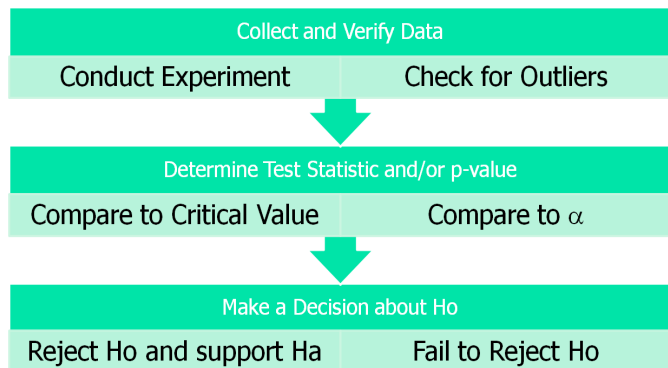 Collect and Verify Data
Conduct Experiment
Check for Outliers
Determine Test Statistic and/or p-value
Compare to Critical Value
Compare to α
Make a Decision about Ho
Reject Ho and support Ha
Fail to Reject Ho